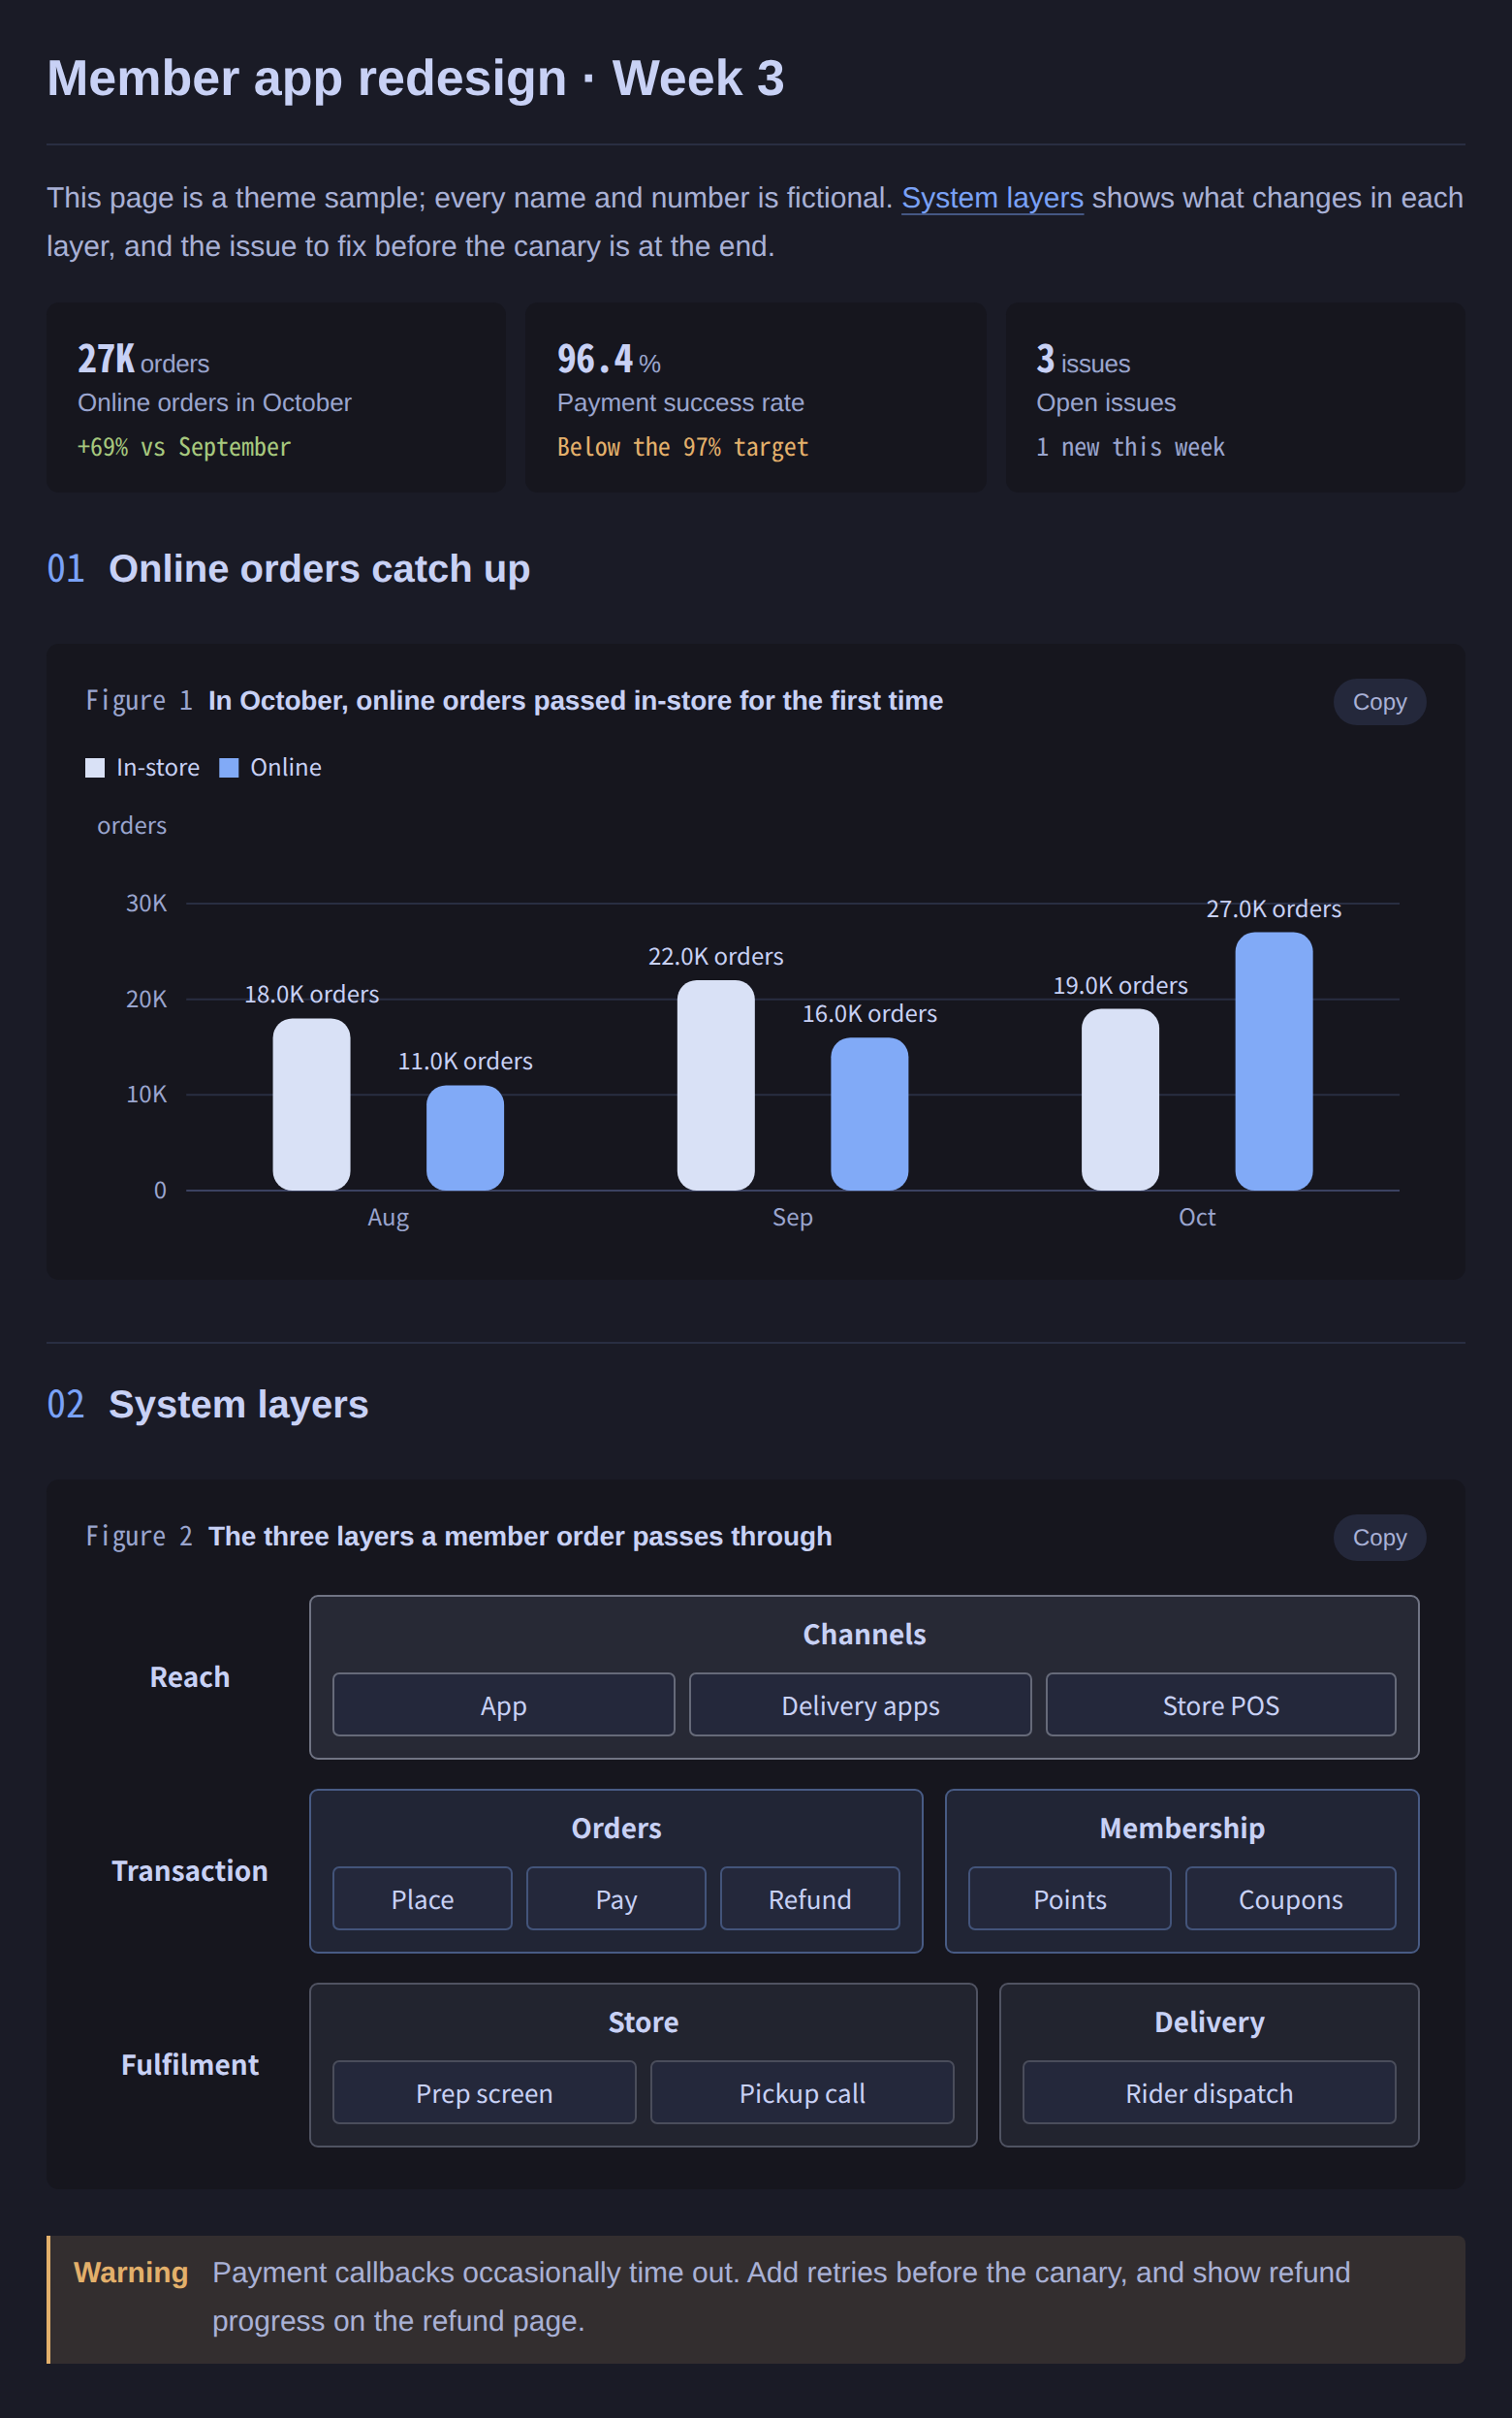 Member app redesign · Week 3
This page is a theme sample; every name and number is fictional. System layers shows what changes in each
layer, and the issue to fix before the canary is at the end.
27K orders
Online orders in October
+69% vs September
96.4 %
Payment success rate
Below the 97% target
3 issues
Open issues
1 new this week
01 Online orders catch up
Figure 1 In October, online orders passed in-store for the first time
Copy
In-store Online
orders
30K
20K
10K
0
18.0K orders
11.0K orders
22.0K orders
16.0K orders
19.0K orders
27.0K orders
Aug
Sep
Oct
02 System layers
Figure 2 The three layers a member order passes through
Copy
Reach
Channels
App
Delivery apps
Store POS
Transaction
Orders
Place
Pay
Refund
Membership
Points
Coupons
Fulfilment
Store
Prep screen
Pickup call
Delivery
Rider dispatch
Warning Payment callbacks occasionally time out. Add retries before the canary, and show refund
progress on the refund page.